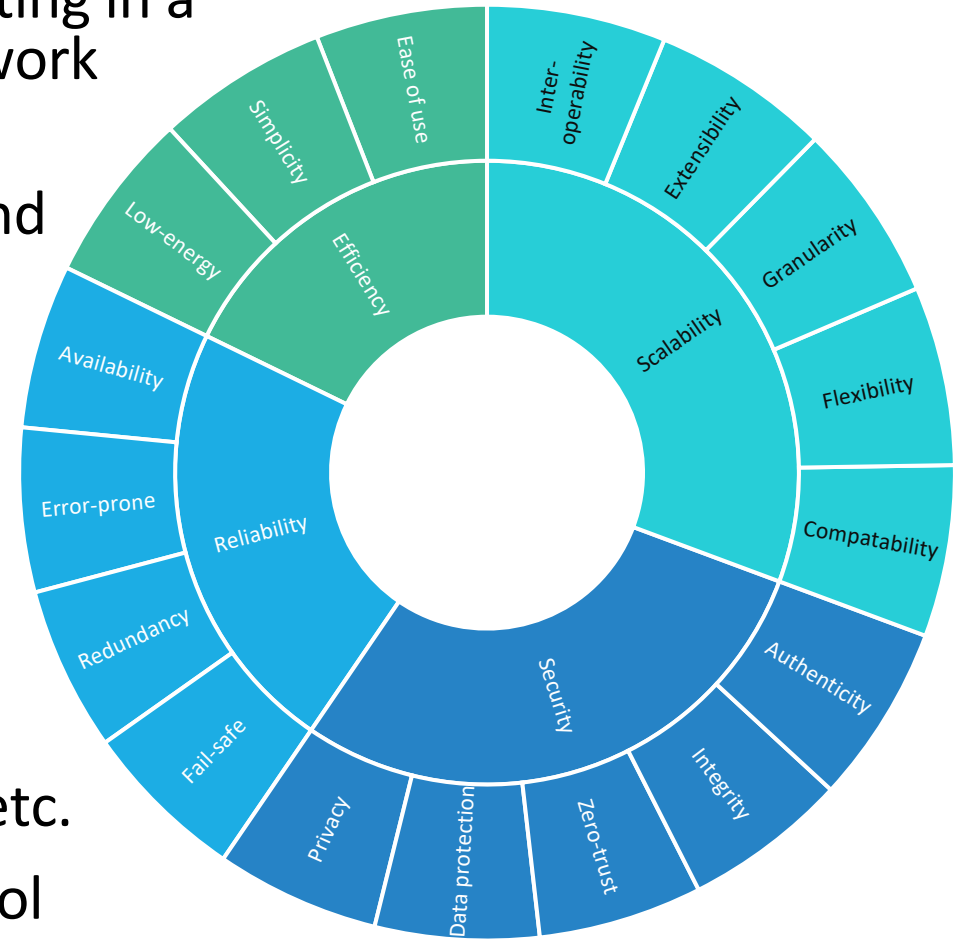 ting in a
work
nd
etc.
ol
Ease of use
Simplicity
Low-energy
Efficiency
Inter-
operability
Extensibility
Granularity
Flexibility
Compatability
Scalability
Authenticity
Integrity
Zero-trust
Data protection
Privacy
Security
Fail-safe
Redundancy
Error-prone
Availability
Reliability